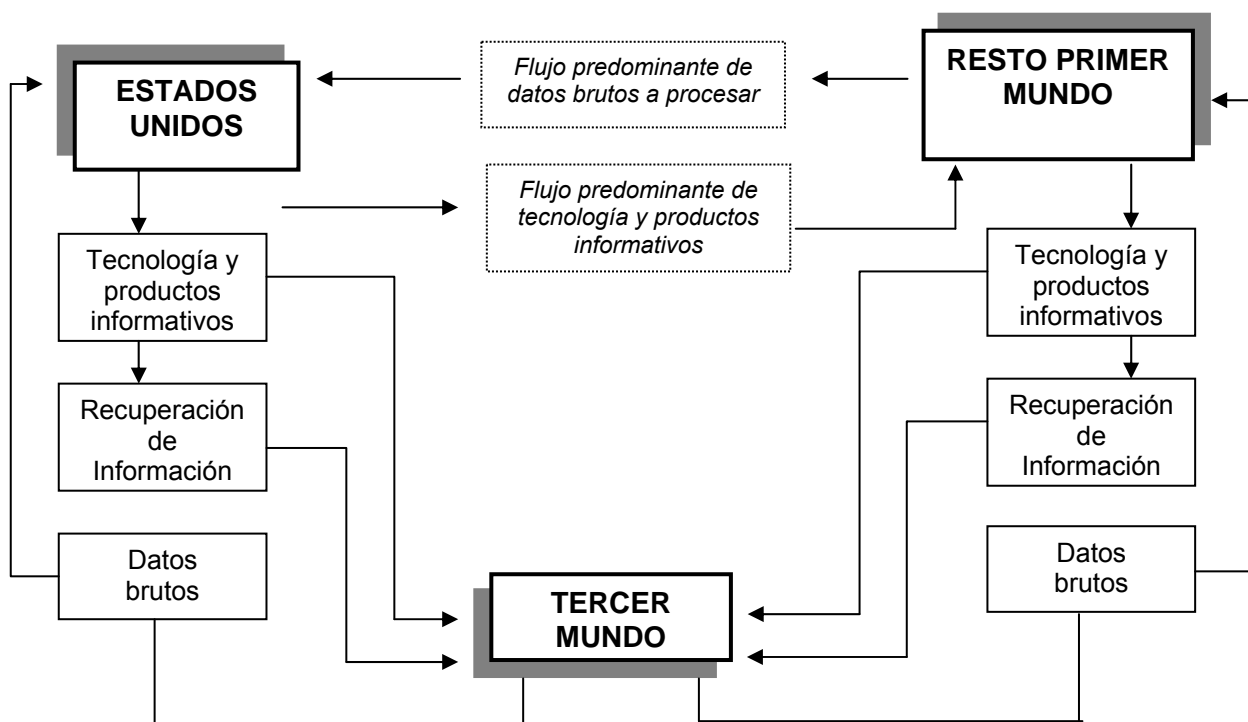 ESTADOS
UNIDOS
Flujo predominante de
datos brutos a procesar
RESTO PRIMER
MUNDO
Flujo predominante de
tecnología y productos
informativos
Tecnología y
productos
informativos
Recuperación
de
Información
Datos
brutos
Tecnología y
productos
informativos
Recuperación
de
Información
Datos
brutos
TERCER
MUNDO